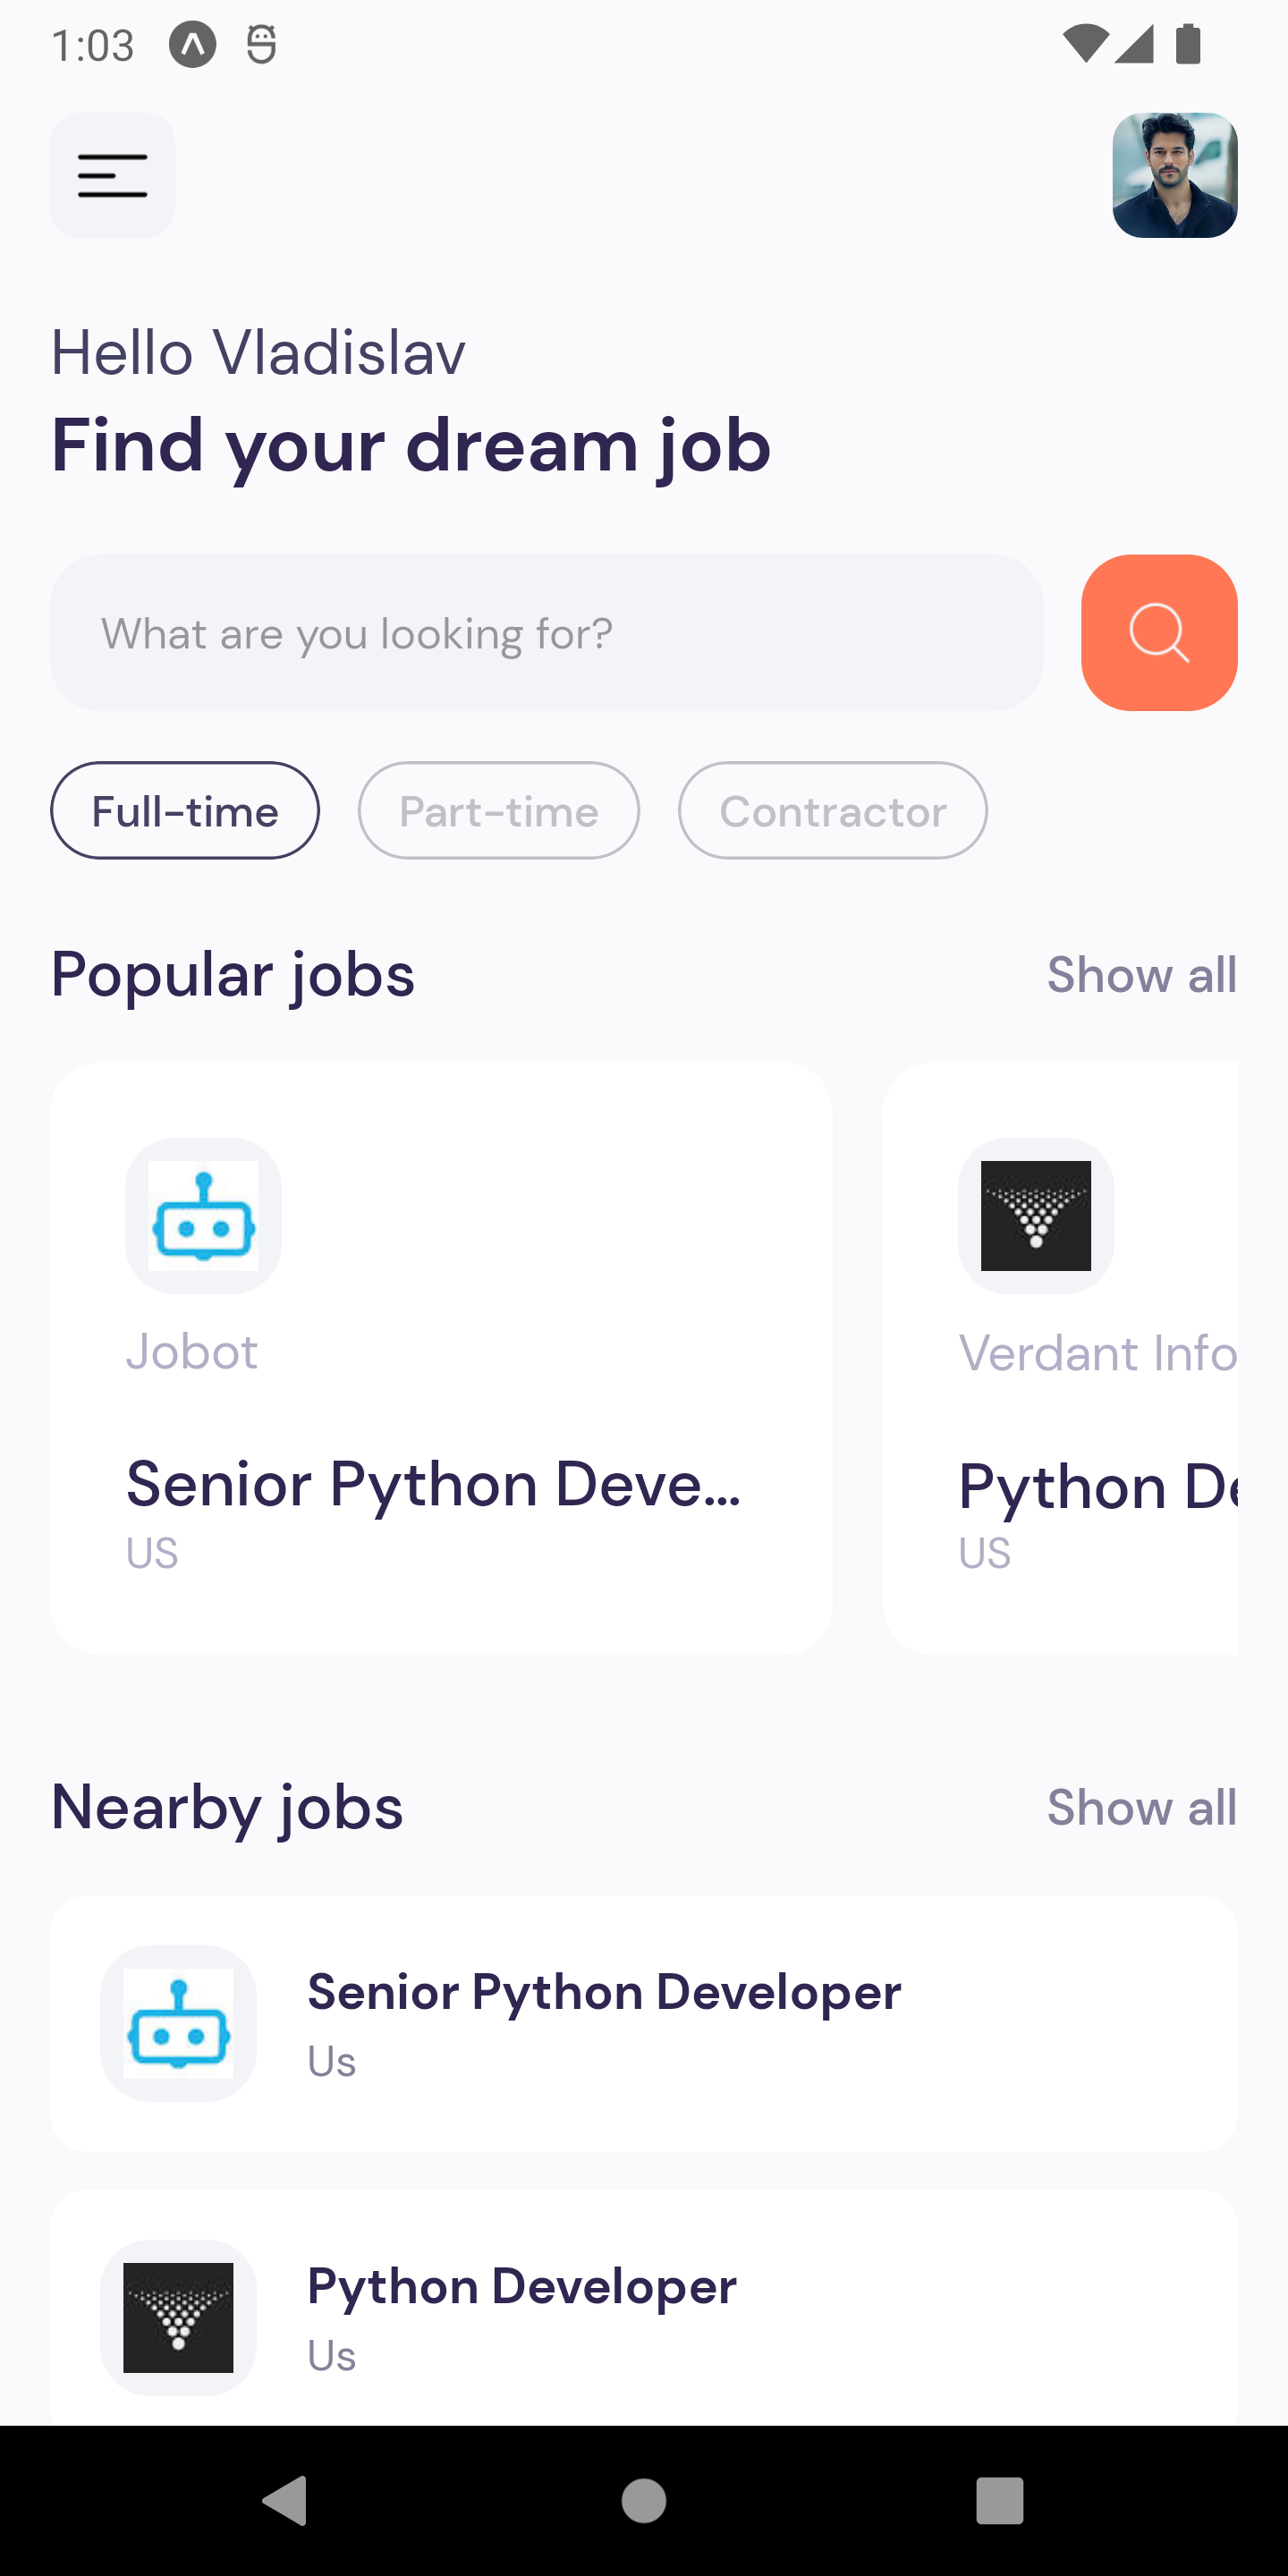 1:03
Hello Vladislav
Find your dream job
What are you looking for?
Full-time Part-time Contractor
Popular jobs Show all
Jobot
Verdant Info
Senior Python Deve...
Python De
US
US
Nearby jobs Show all
Senior Python Developer
Us
Python Developer
Us